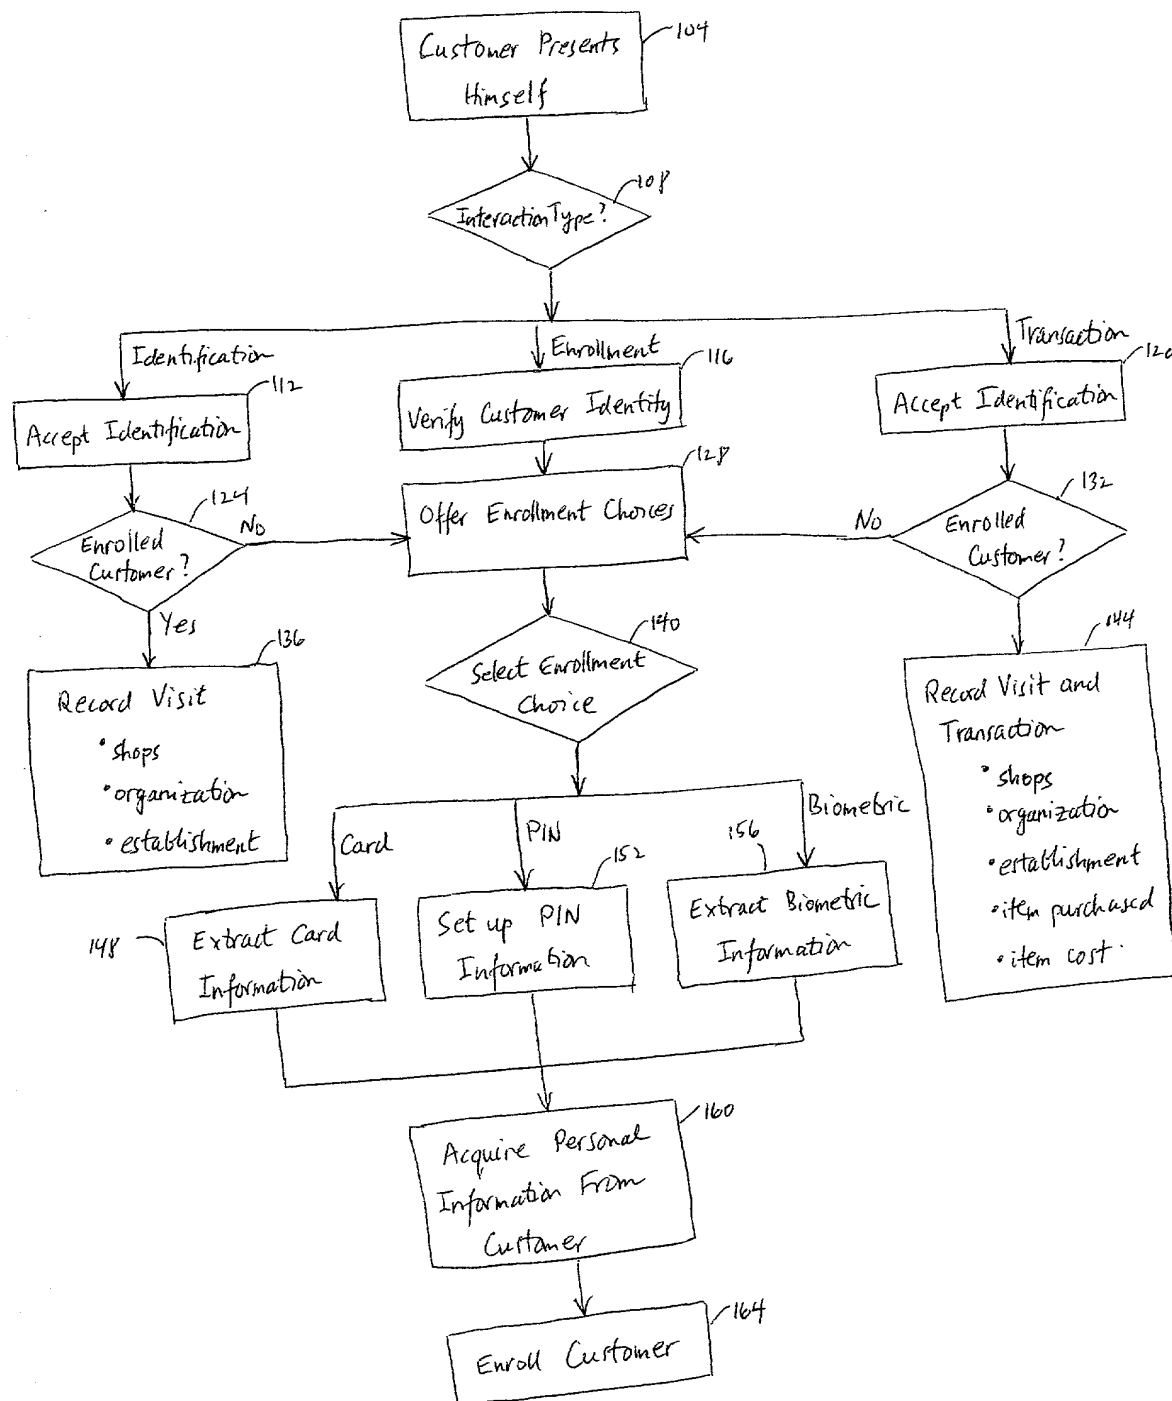 Customer Presents
Himself
104
108
Interaction Type?
Identification
Enrollment
Transaction
112
116
120
Accept Identification
Verify Customer Identity
Accept Identification
124
128
132
Enrolled
Customer?
No
Offer Enrollment Choices
No
Enrolled
Customer?
Yes
136
140
144
Record Visit
• shops
• organization
• establishment
Select Enrollment
Choice
Record Visit and
Transaction
• shops
• organization
• establishment
• item purchased
• item cost.
Card
PIN
Biometric
148
152
156
Extract Card
Information
Set up PIN
Information
Extract Biometric
Information
160
Acquire Personal
Information From
Customer
164
Enroll Customer